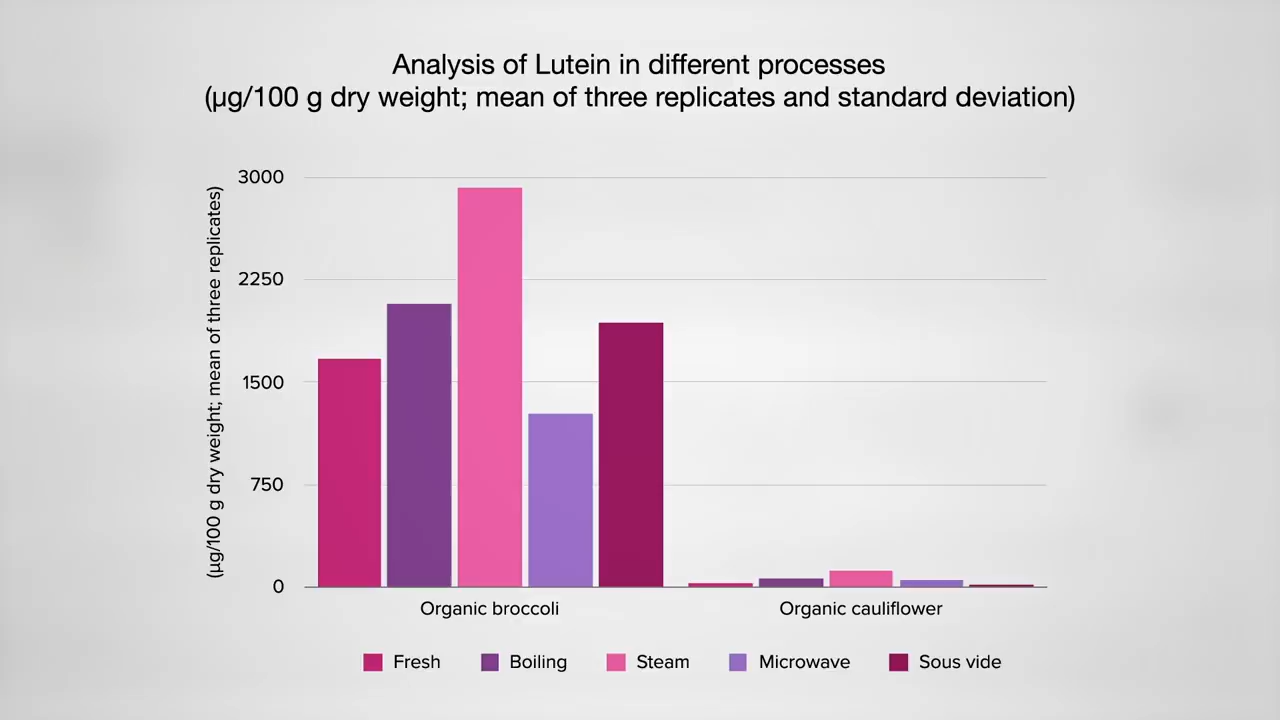 Analysis of Lutein in different processes
(µg/100 g dry weight; mean of three replicates and standard deviation)
(µg/100 g dry weight; mean of three replicates)
3000
2250
1500
750
0
Organic broccoli
Organic cauliflower
Fresh
Boiling
Steam
Microwave
Sous vide